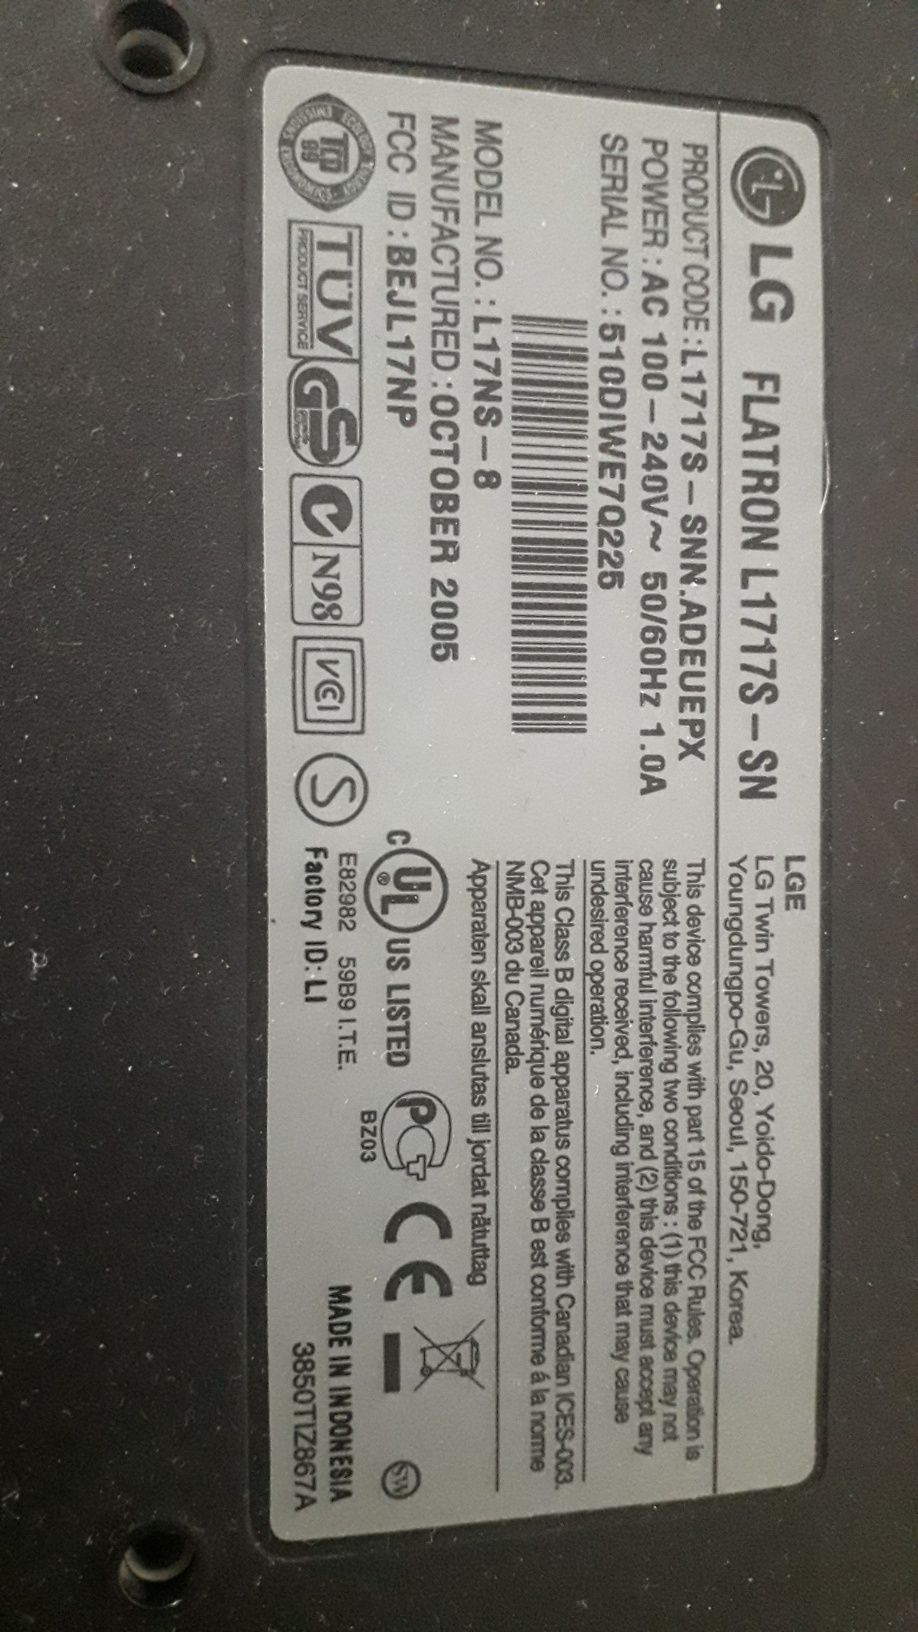 LG FLATRON L1717S-SN
PRODUCT CODE : L1717S-SNN.ADEUEPX
POWER : AC 100-240V~ 50/60Hz 1.0A
SERIAL NO. : 510DIWE7Q225
MODEL NO. : L17NS-8
MANUFACTURED : OCTOBER 2005
FCC ID : BEJL17NP
TCO 99
TÜV
PRODUCT SERVICE
GS
N98
VCI
S
LGE
LG Twin Towers, 20, Yoido-Dong,
Youngdungpo-Gu, Seoul, 150-721, Korea.
This device complies with part 15 of the FCC Rules. Operation is
subject to the following two conditions : (1) this device may not
cause harmful interference, and (2) this device must accept any
interference received, including interference that may cause
undesired operation.
This Class B digital apparatus complies with Canadian ICES-003.
Cet appareil numérique de la classe B est conforme á la norme
NMB-003 du Canada.
Apparaten skall anslutas till jordat nätuttag
C UL ® US LISTED
E82982 59B9 I.T.E.
Factory ID: LI
PCT
BZ03
CE
SW
MADE IN INDONESIA
3850TIZ867A